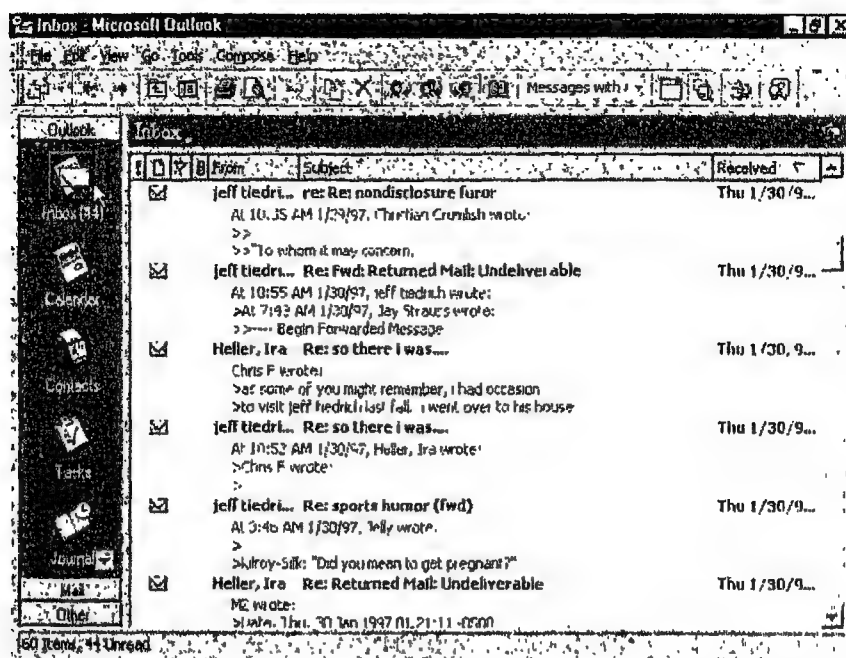 Inbox - Microsoft Outlook
File Edit View Go Tools Compose Help
Messages with
Outlook
Inbox
From Subject Received
Inbox
Calendar
Contacts
Tasks
Journal
Mail
Other
jeff tiedri... re: Re: nondisclosure furor Thu 1/30/9...
At 10:35 AM 1/29/97, Christian Crumlish wrote:
>>
>>"To whom it may concern,
jeff tiedri... Re: Fwd: Returned Mail: Undeliverable Thu 1/30/9...
At 10:55 AM 1/30/97, jeff tiedrich wrote:
>At 7:43 AM 1/30/97, Jay Strauss wrote:
>>---- Begin Forwarded Message
Heller, Ira Re: so there i was.... Thu 1/30, 9...
Chris F wrote:
>as some of you might remember, i had occasion
>to visit jeff tiedrich last fall. i went over to his house
jeff tiedri... Re: so there i was.... Thu 1/30/9...
At 10:52 AM 1/30/97, Heller, Ira wrote:
>Chris F wrote:
>
jeff tiedri... Re: sports humor (fwd) Thu 1/30/9...
At 3:46 AM 1/30/97, wrote.
>
>Kilroy-Silk: "Did you mean to get pregnant?"
Heller, Ira Re: Returned Mail: Undeliverable Thu 1/30/9...
wrote:
>Date: Thu, 30 Jan 1997 01:21:11 -0500
60 Items, Unread